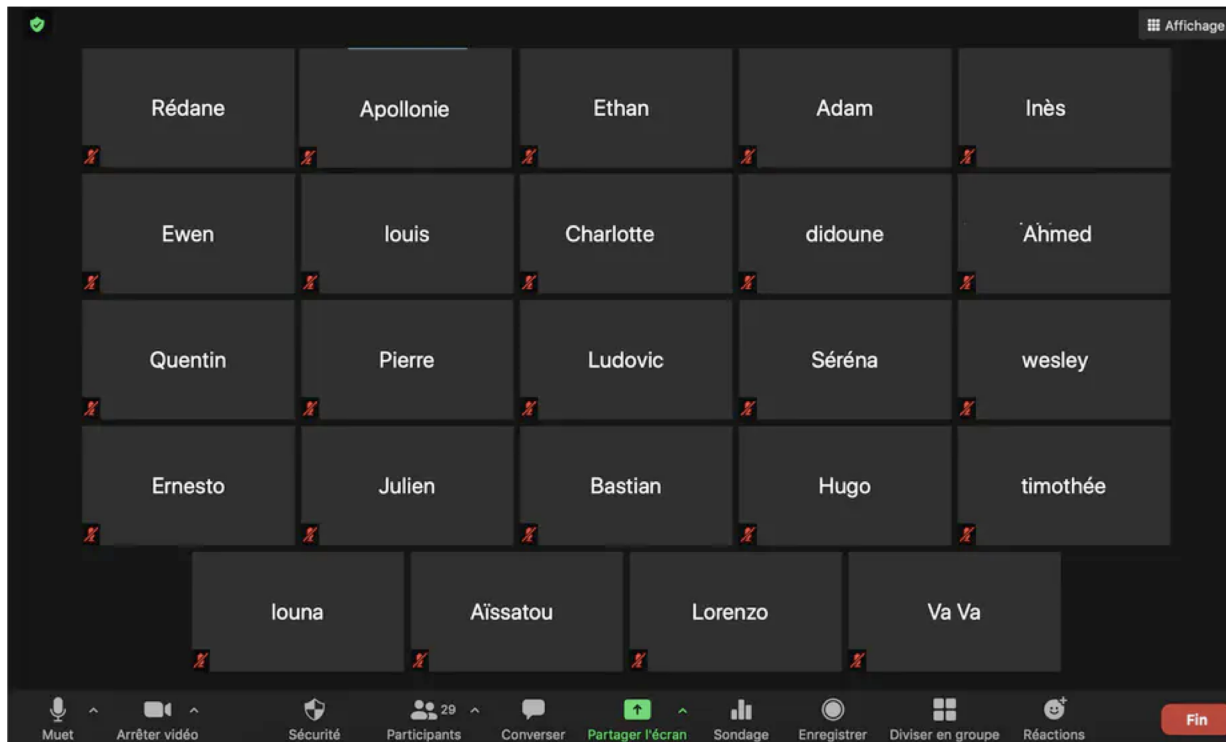 Affichage
Rédane Apollonie Ethan Adam Inès
Ewen louis Charlotte didoune Ahmed
Quentin Pierre Ludovic Séréna wesley
Ernesto Julien Bastian Hugo timothée
louna Aïssatou Lorenzo Va Va
29
Muet Arrêter vidéo Sécurité Participants Converser Partager l'écran Sondage Enregistrer Diviser en groupe Réactions Fin